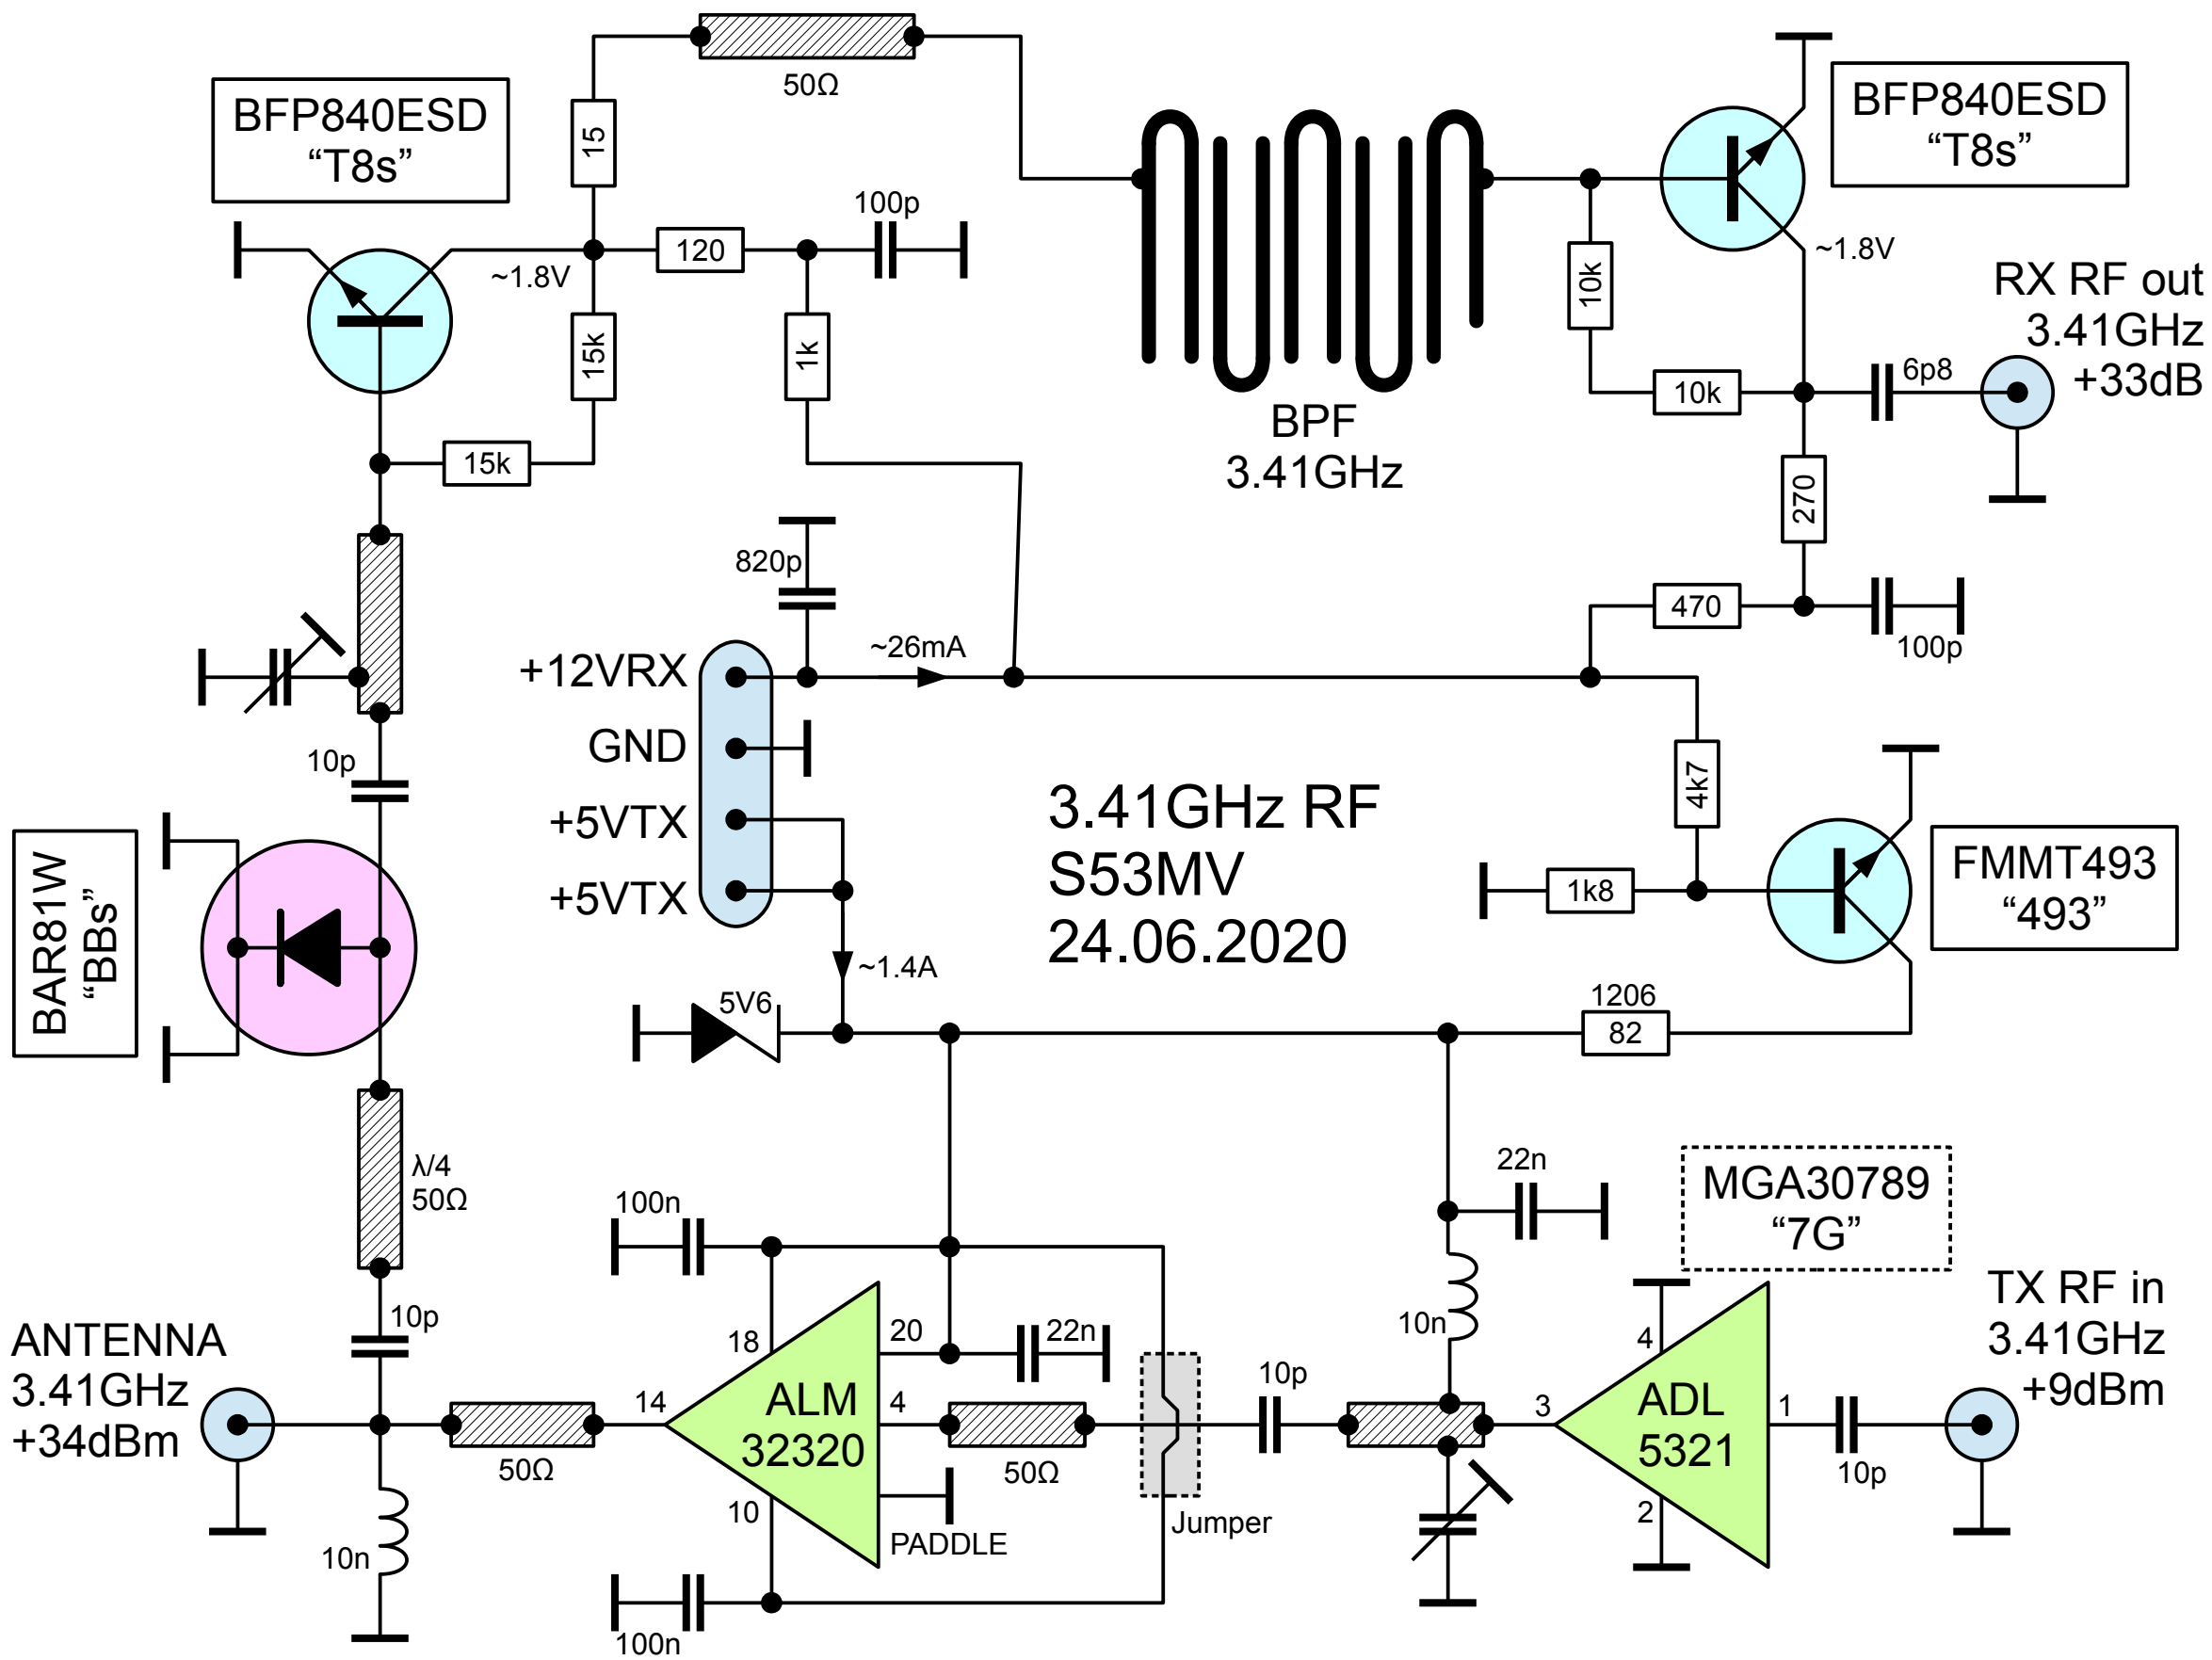 50Ω
BFP840ESD
“T8s”
15
BFP840ESD
“T8s”
100p
120
~1.8V
~1.8V
10k
RX RF out
3.41GHz
+33dB
15k
1k
6p8
10k
BPF
3.41GHz
15k
270
820p
470
100p
~26mA
+12VRX
GND
+5VTX
+5VTX
10p
4k7
3.41GHz RF
S53MV
24.06.2020
BAR81W
“BBs”
1k8
FMMT493
“493”
~1.4A
5V6
1206
82
λ/4
50Ω
22n
MGA30789
“7G”
100n
10n
TX RF in
3.41GHz
+9dBm
10p
ANTENNA
3.41GHz
+34dBm
18
20
22n
4
14
ALM
32320
4
10p
3
ADL
5321
1
50Ω
50Ω
10p
10
2
PADDLE
Jumper
10n
100n